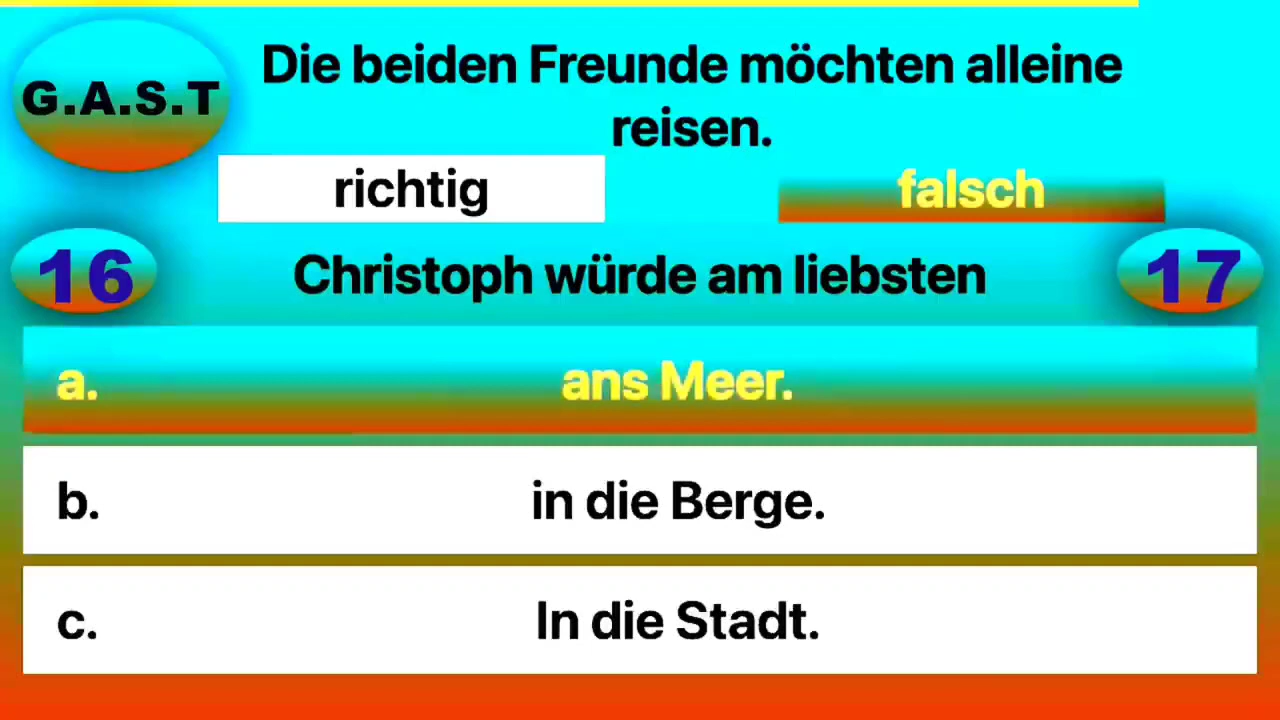 G.A.S.T
Die beiden Freunde möchten alleine
reisen.
richtig
falsch
16
Christoph würde am liebsten
17
a. ans Meer.
b. in die Berge.
c. In die Stadt.